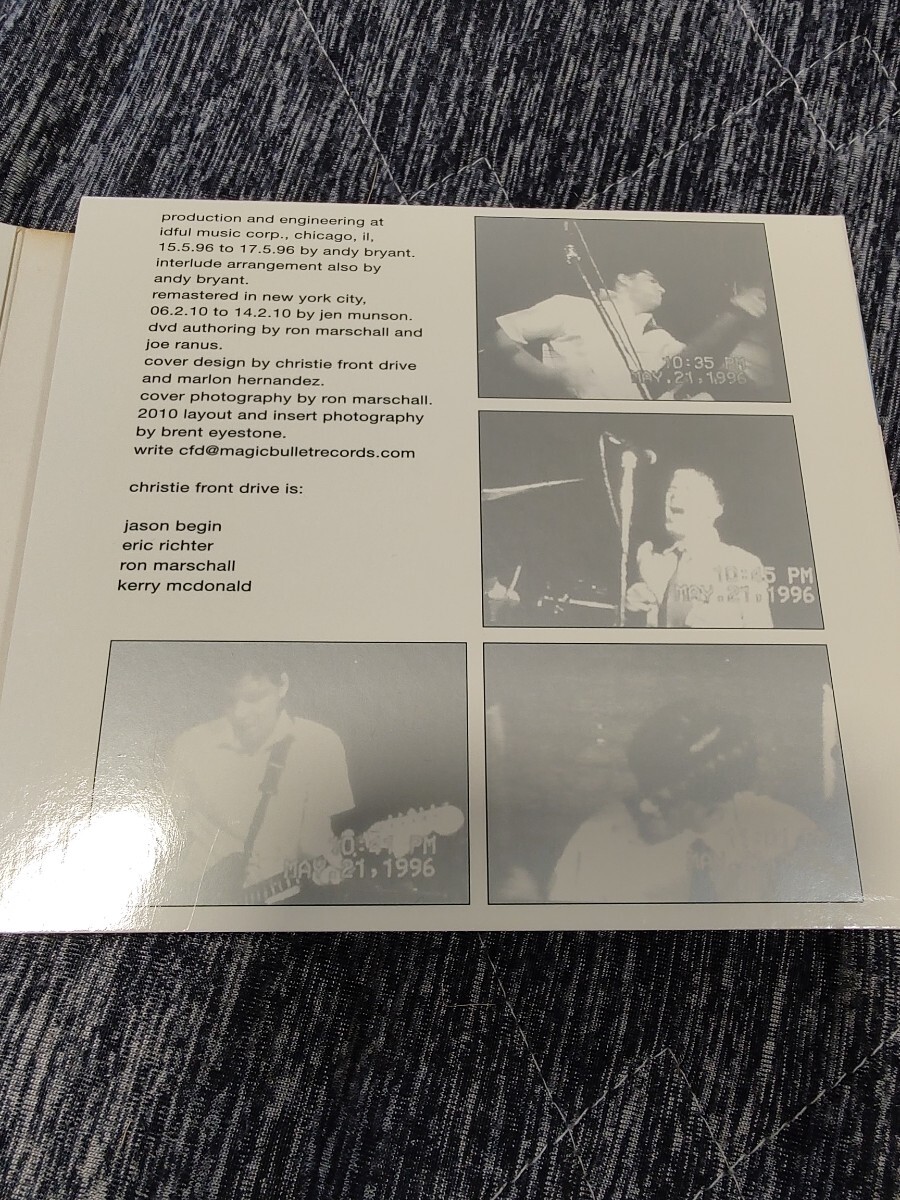 production and engineering at
idful music corp., chicago, il,
15.5.96 to 17.5.96 by andy bryant.
interlude arrangement also by
andy bryant.
remastered in new york city,
06.2.10 to 14.2.10 by jen munson.
dvd authoring by ron marschall and
joe ranus.
cover design by christie front drive
and marlon hernandez.
cover photography by ron marschall.
2010 layout and insert photography
by brent eyestone.
write cfd@magicbulletrecords.com
christie front drive is:
jason begin
eric richter
ron marschall
kerry mcdonald
10:35 PM
MAY.21,1996
PM
MAY.21,1996
PM
MAY.21,1996